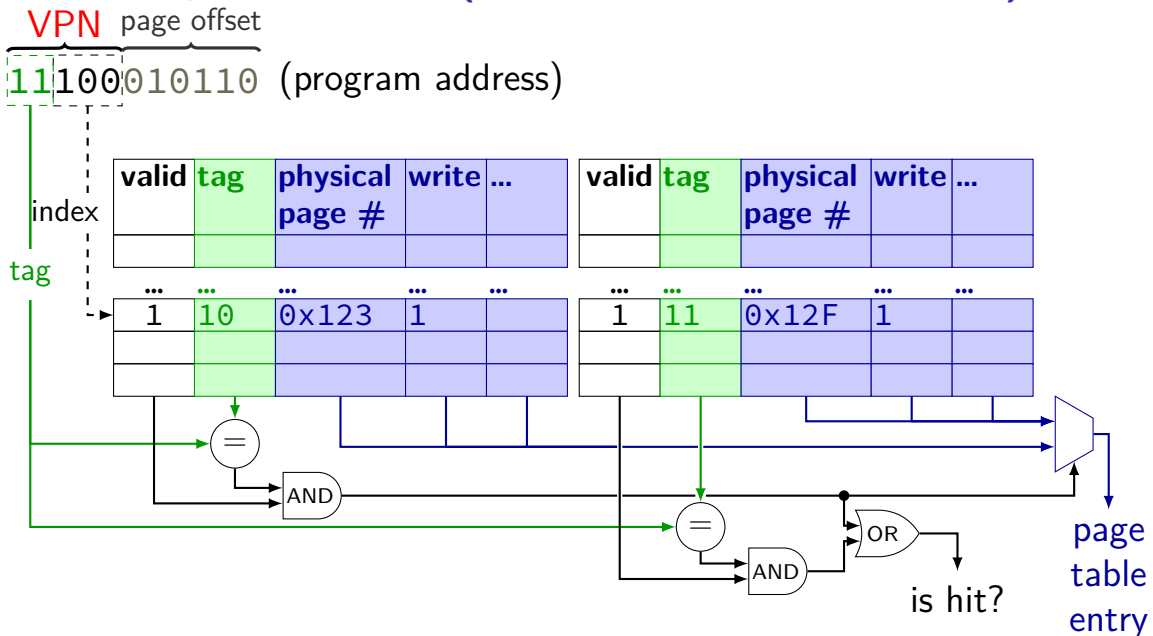 VPN page offset
11100010110 (program address)
valid tag physical page # write ... valid tag physical page # write ...
index
tag
... ... ... ... ... ... ... ... ... ...
1 10 0x123 1 1 11 0x12F 1
=
AND
=
OR
AND
is hit?
page
table
entry